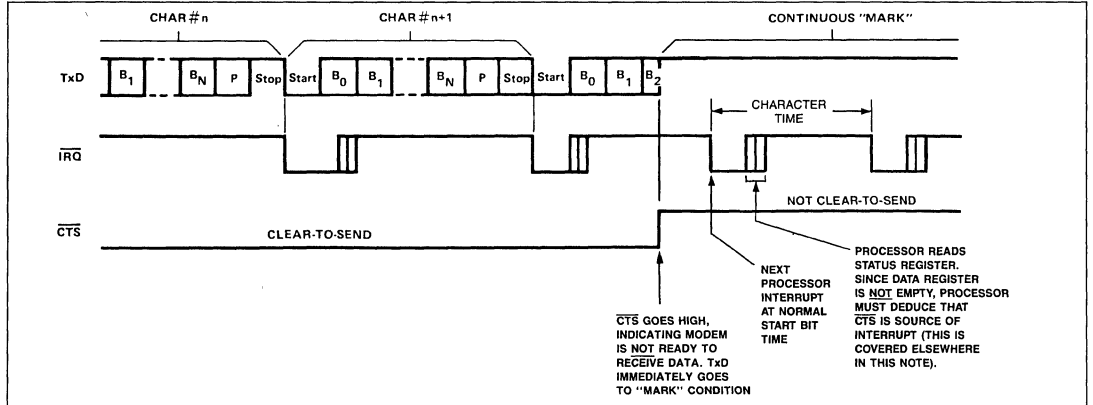 CHAR #n
CHAR #n+1
CONTINUOUS "MARK"
TxD
B1
BN
P
Stop
Start
B0
B1
BN
P
Stop
Start
B0
B1
B2
CHARACTER
TIME
IRQ
NOT CLEAR-TO-SEND
CTS
CLEAR-TO-SEND
CTS GOES HIGH,
INDICATING MODEM
IS NOT READY TO
RECEIVE DATA. TxD
IMMEDIATELY GOES
TO "MARK" CONDITION
NEXT
PROCESSOR
INTERRUPT
AT NORMAL
START BIT
TIME
PROCESSOR READS
STATUS REGISTER.
SINCE DATA REGISTER
IS NOT EMPTY, PROCESSOR
MUST DEDUCE THAT
CTS IS SOURCE OF
INTERRUPT (THIS IS
COVERED ELSEWHERE
IN THIS NOTE).